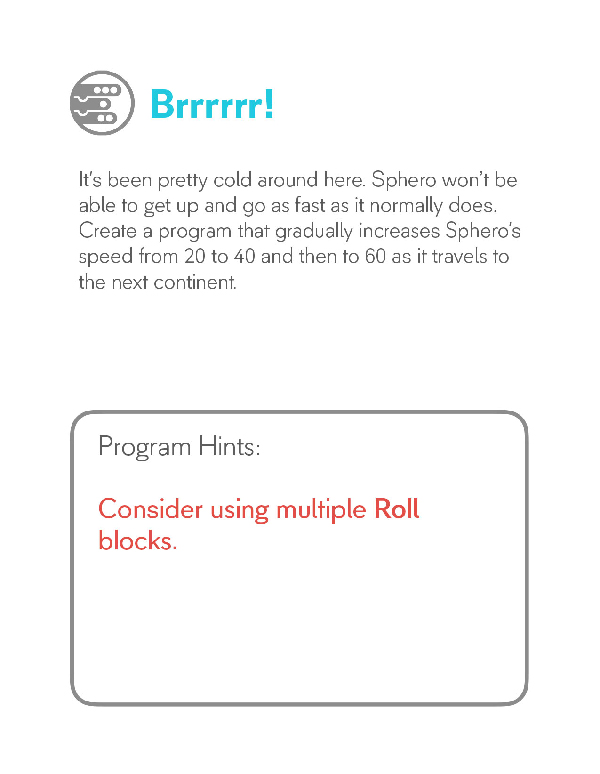 Brrrrrr!
It's been pretty cold around here. Sphero won't be
able to get up and go as fast as it normally does.
Create a program that gradually increases Sphero's
speed from 20 to 40 and then to 60 as it travels to
the next continent.
Program Hints:
Consider using multiple Roll
blocks.